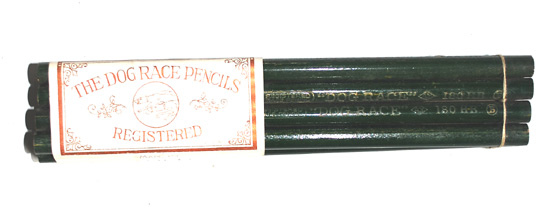 THE DOG RACE PENCILS
REGISTERED
"DOG RACE"
DOG RACE